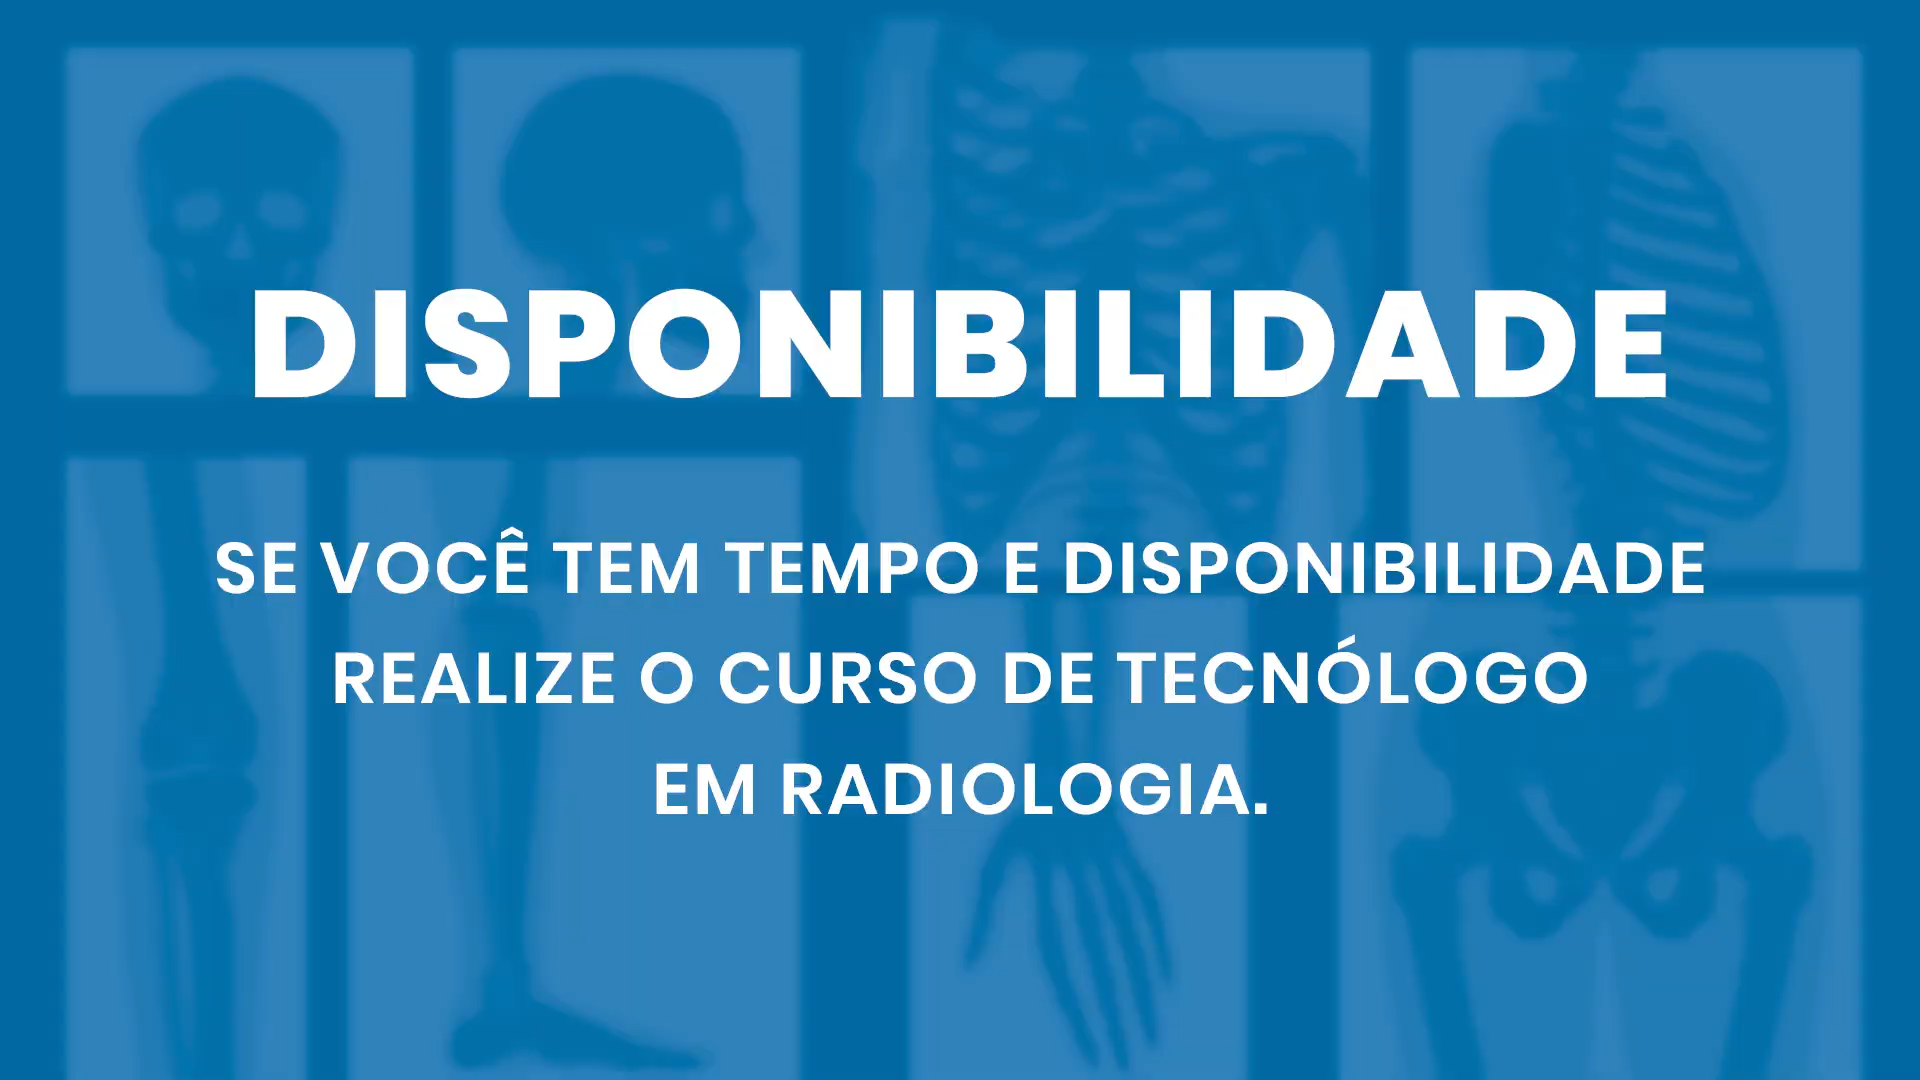 DISPONIBILIDADE
SE VOCÊ TEM TEMPO E DISPONIBILIDADE
REALIZE O CURSO DE TECNÓLOGO
EM RADIOLOGIA.